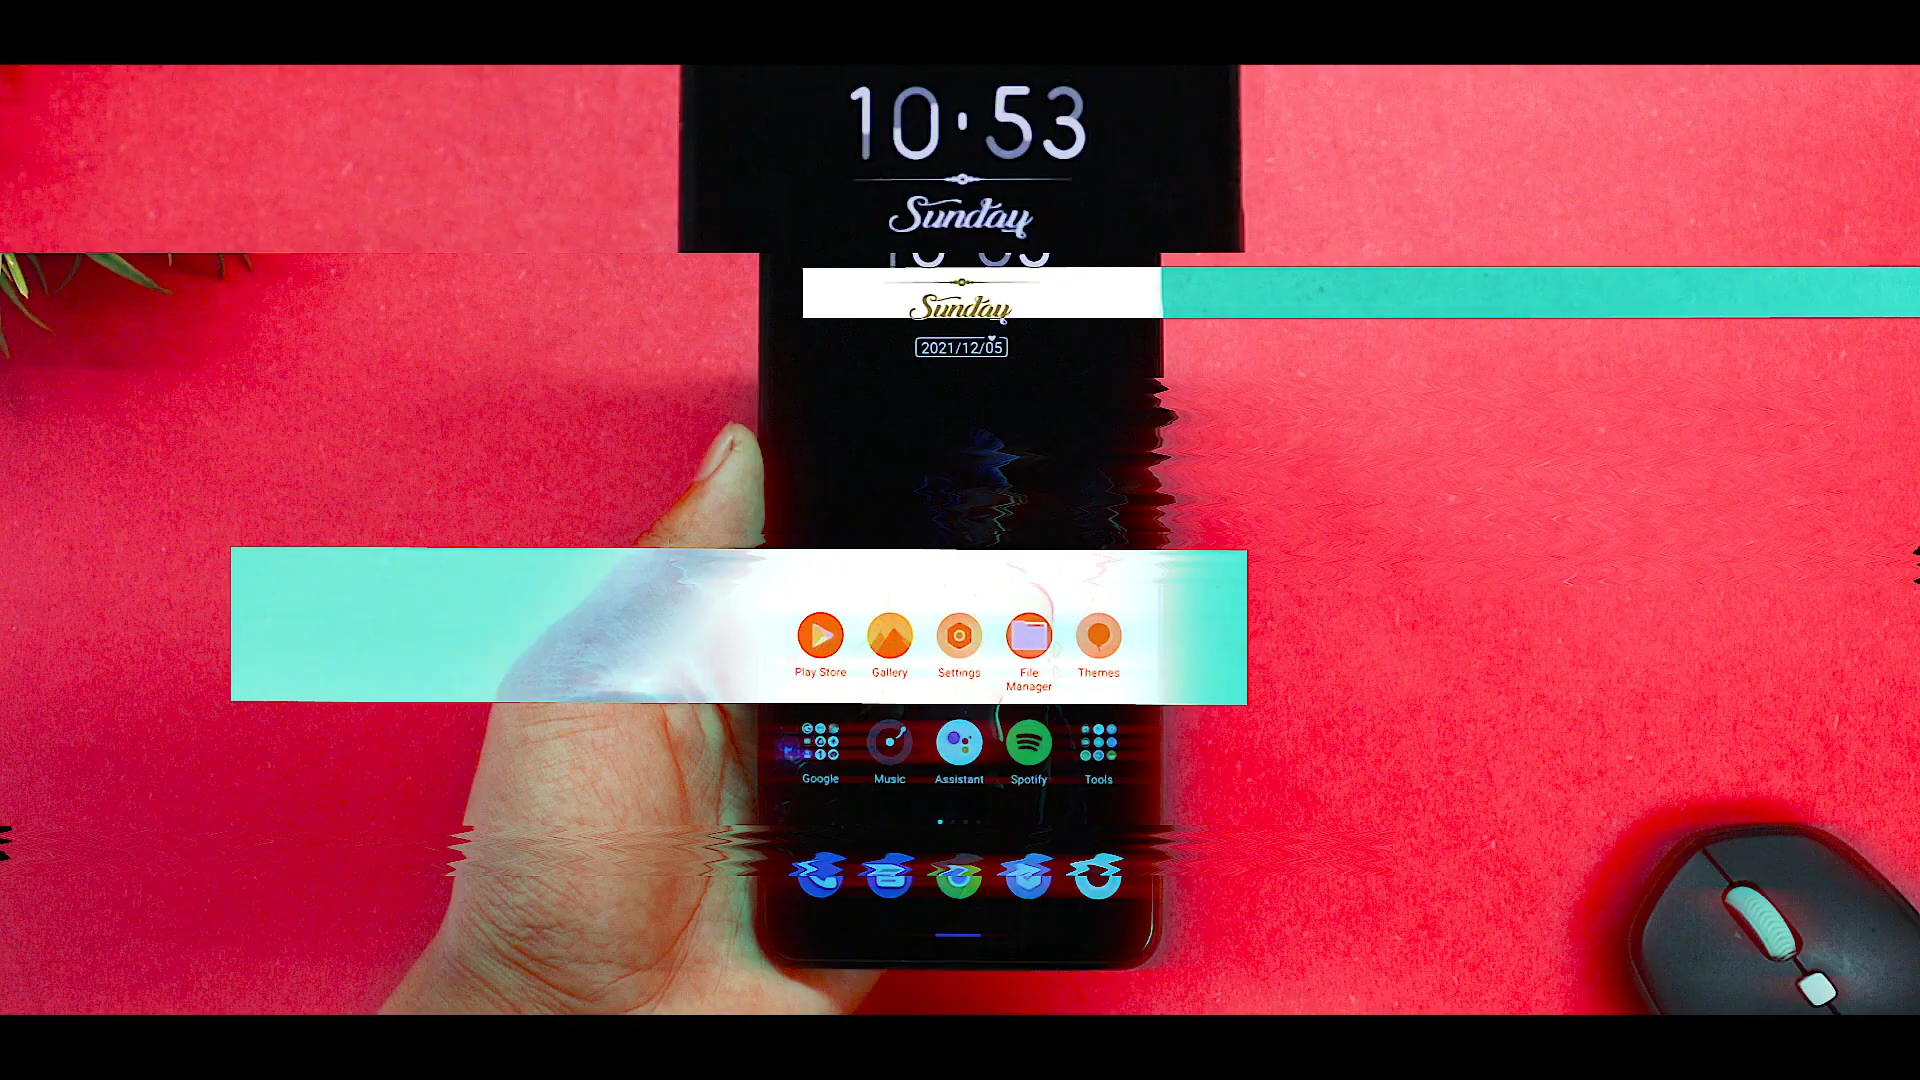 10:53
Sunday
Sunday
2021/12/05
Play Store Gallery Settings File Manager Themes
Google Music Assistant Spotify Tools